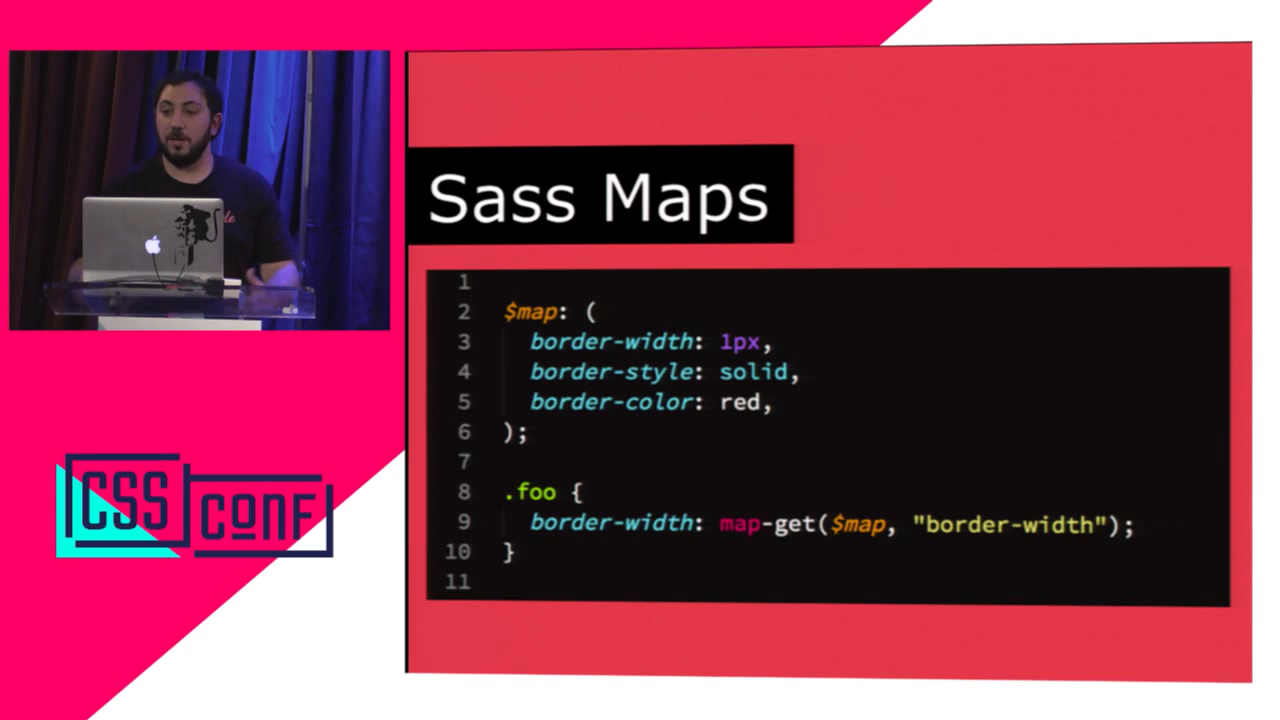 Sass Maps
1
2 $map: (
3 border-width: 1px,
4 border-style: solid,
5 border-color: red,
6 );
7
8 .foo {
9 border-width: map-get($map, "border-width");
10 }
11
CSS
CONF